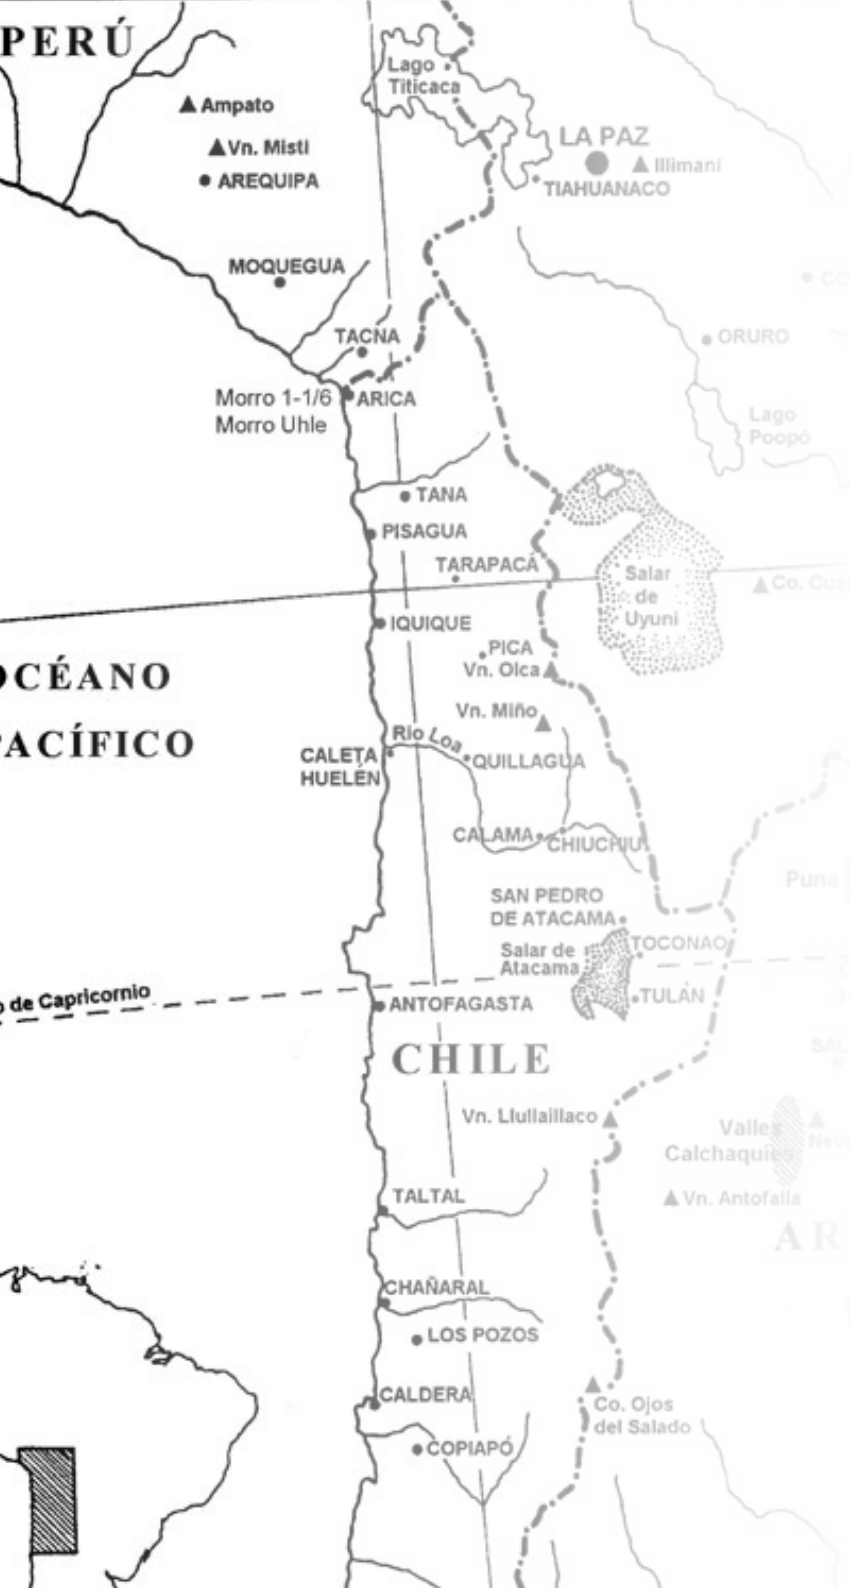 PERÚ
Lago
Titicaca
Ampato
Vn. Misti
AREQUIPA
LA PAZ
Illimani
TIAHUANACO
MOQUEGUA
TACNA
ORURO
Morro 1-1/6
Morro Uhle
ARICA
Lago
Poopó
TANA
PISAGUA
TARAPACÁ
Salar
de
Uyuni
Co.
IQUIQUE
PICA
Vn. Olca
OCÉANO
PACÍFICO
Vn. Miño
Rio Loa
CALETA
HUELÉN
QUILLAGUA
CALAMA
CHIUCHIU
Puna
SAN PEDRO
DE ATACAMA
TOCONAO
Salar de
Atacama
TULÁN
de Capricornio
ANTOFAGASTA
CHILE
Vn. Llullaillaco
Valles
Calchaquíes
Vn. Antofalla
TALTAL
CHAÑARAL
LOS POZOS
CALDERA
Co. Ojos
del Salado
COPIAPÓ